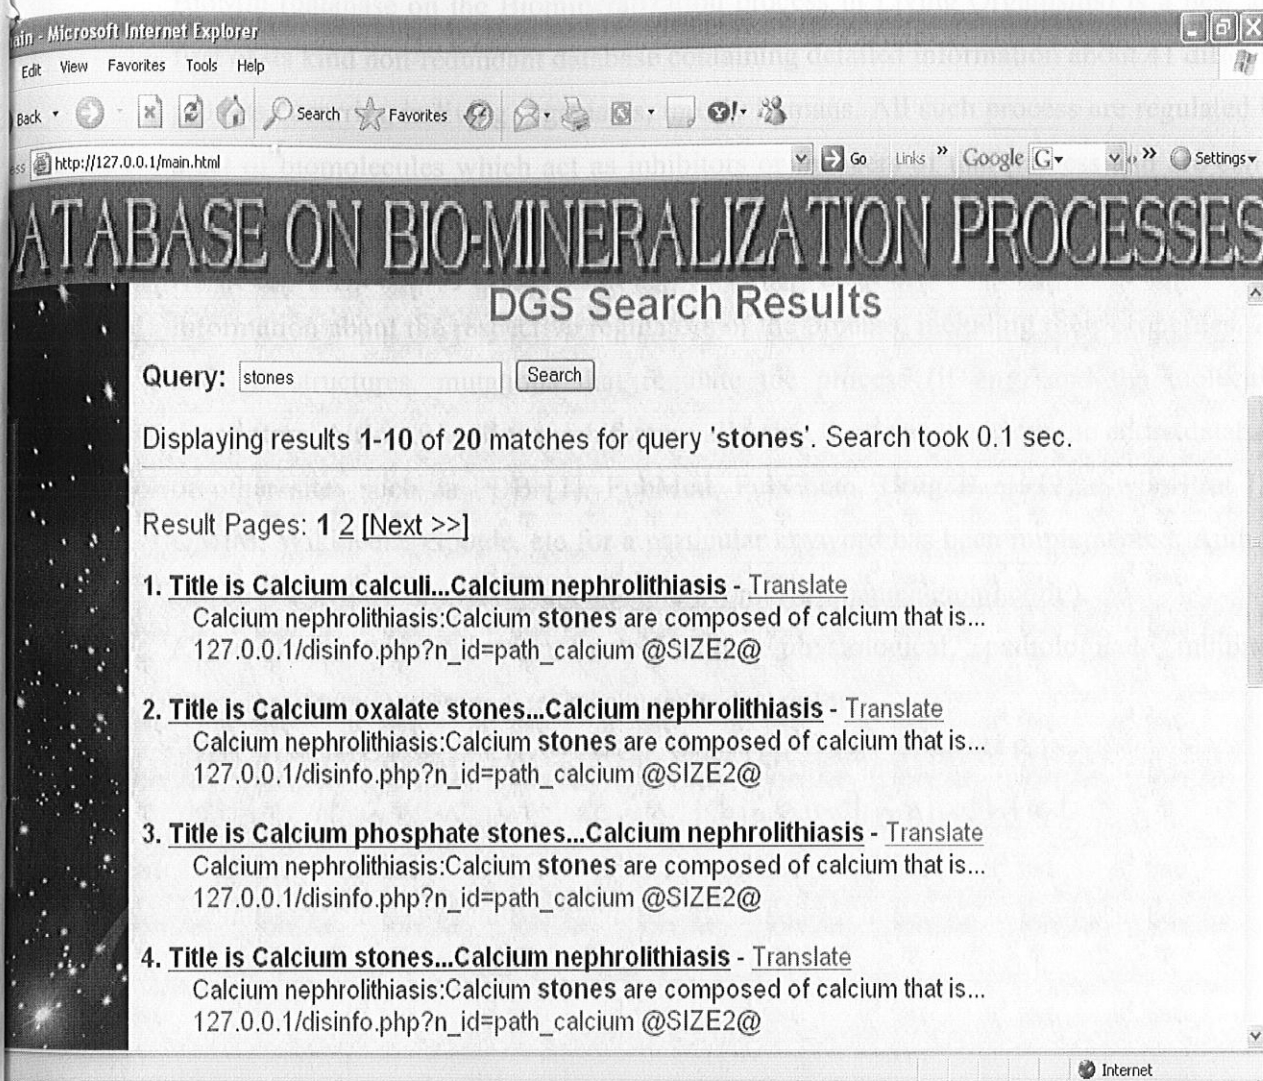 ain - Microsoft Internet Explorer
Edit View Favorites Tools Help
Back Search Favorites
ss http://127.0.0.1/main.html Go Links » Google G » Settings
ATABASE ON BIO-MINERALIZATION PROCESSES
DGS Search Results
Query: stones Search
Displaying results 1-10 of 20 matches for query 'stones'. Search took 0.1 sec.
Result Pages: 1 2 [Next >>]
1. Title is Calcium calculi...Calcium nephrolithiasis - Translate
Calcium nephrolithiasis:Calcium stones are composed of calcium that is...
127.0.0.1/disinfo.php?n_id=path_calcium @SIZE2@
2. Title is Calcium oxalate stones...Calcium nephrolithiasis - Translate
Calcium nephrolithiasis:Calcium stones are composed of calcium that is...
127.0.0.1/disinfo.php?n_id=path_calcium @SIZE2@
3. Title is Calcium phosphate stones...Calcium nephrolithiasis - Translate
Calcium nephrolithiasis:Calcium stones are composed of calcium that is...
127.0.0.1/disinfo.php?n_id=path_calcium @SIZE2@
4. Title is Calcium stones...Calcium nephrolithiasis - Translate
Calcium nephrolithiasis:Calcium stones are composed of calcium that is...
127.0.0.1/disinfo.php?n_id=path_calcium @SIZE2@
Internet